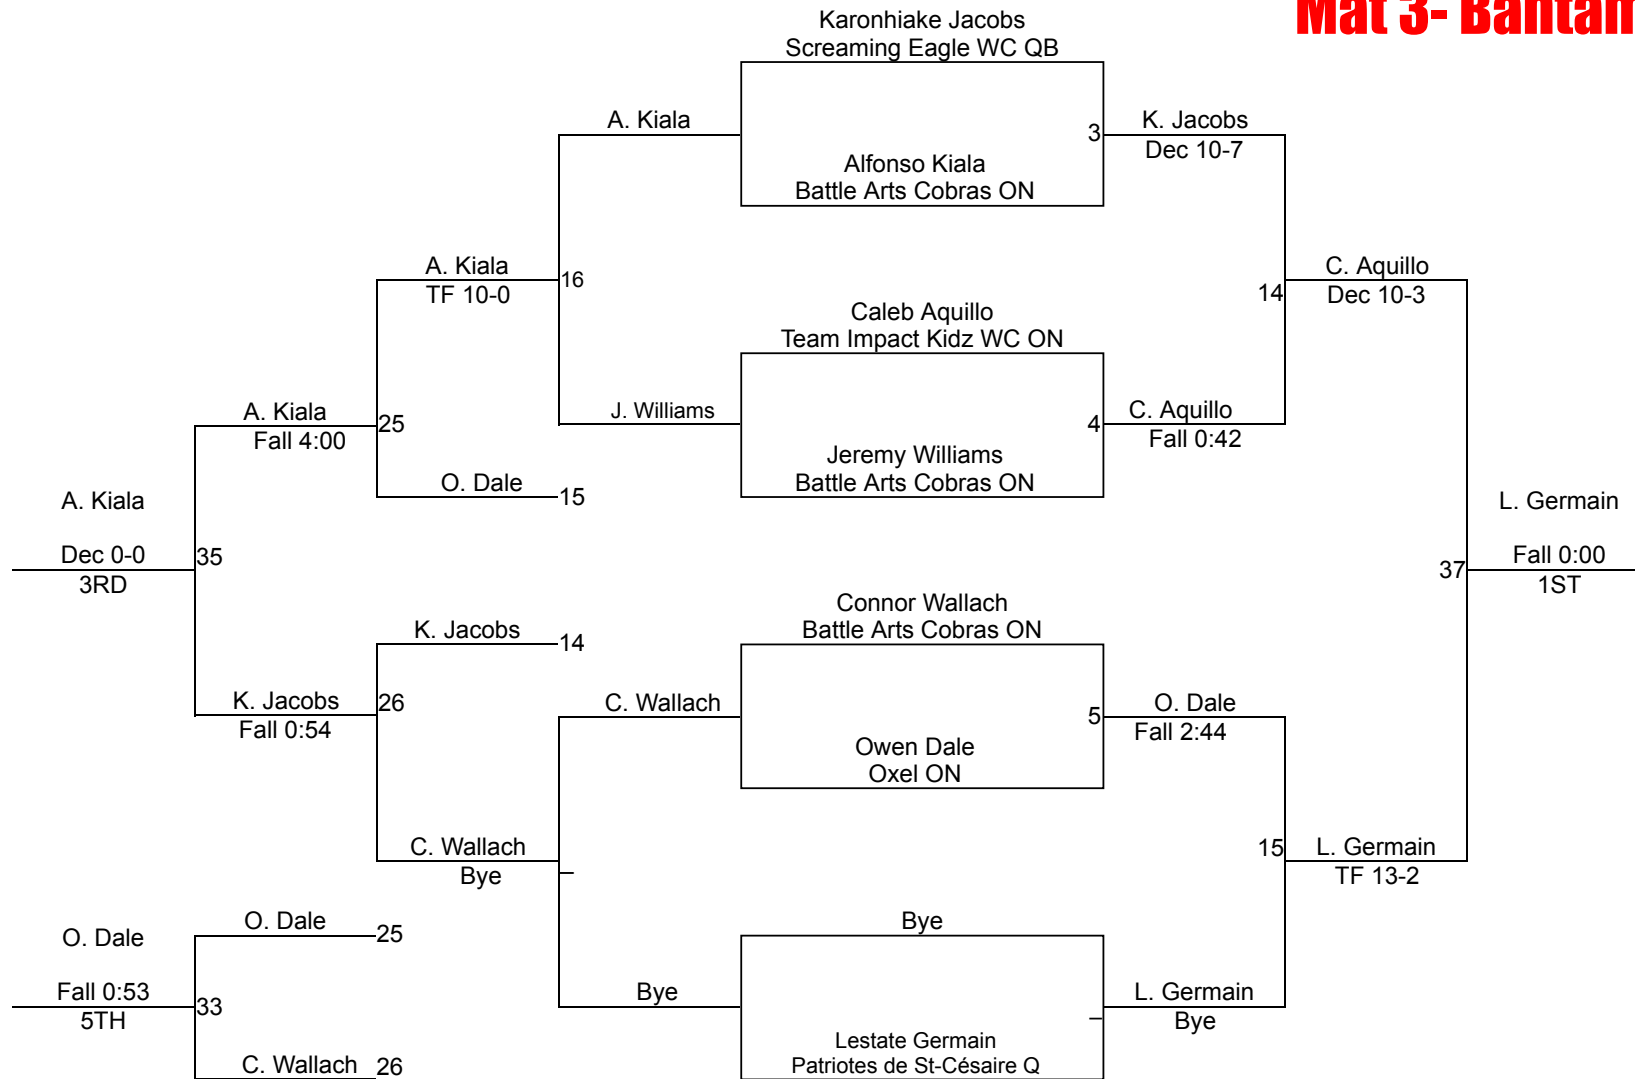 Mat 3- Bantam
Karonhiake Jacobs
Screaming Eagle WC QB
A. Kiala
3
K. Jacobs
Dec 10-7
Alfonso Kiala
Battle Arts Cobras ON
A. Kiala
TF 10-0
16
14
C. Aquillo
Dec 10-3
Caleb Aquillo
Team Impact Kidz WC ON
A. Kiala
Fall 4:00
25
J. Williams
4
C. Aquillo
Fall 0:42
Jeremy Williams
Battle Arts Cobras ON
O. Dale
15
A. Kiala
Dec 0-0
3RD
35
L. Germain
Fall 0:00
1ST
37
Connor Wallach
Battle Arts Cobras ON
K. Jacobs
14
K. Jacobs
Fall 0:54
26
C. Wallach
5
O. Dale
Fall 2:44
Owen Dale
Oxel ON
C. Wallach
Bye
15
L. Germain
TF 13-2
O. Dale
25
Bye
O. Dale
Fall 0:53
5TH
33
Bye
L. Germain
Bye
Lestate Germain
Patriotes de St-Césaire Q
C. Wallach
26